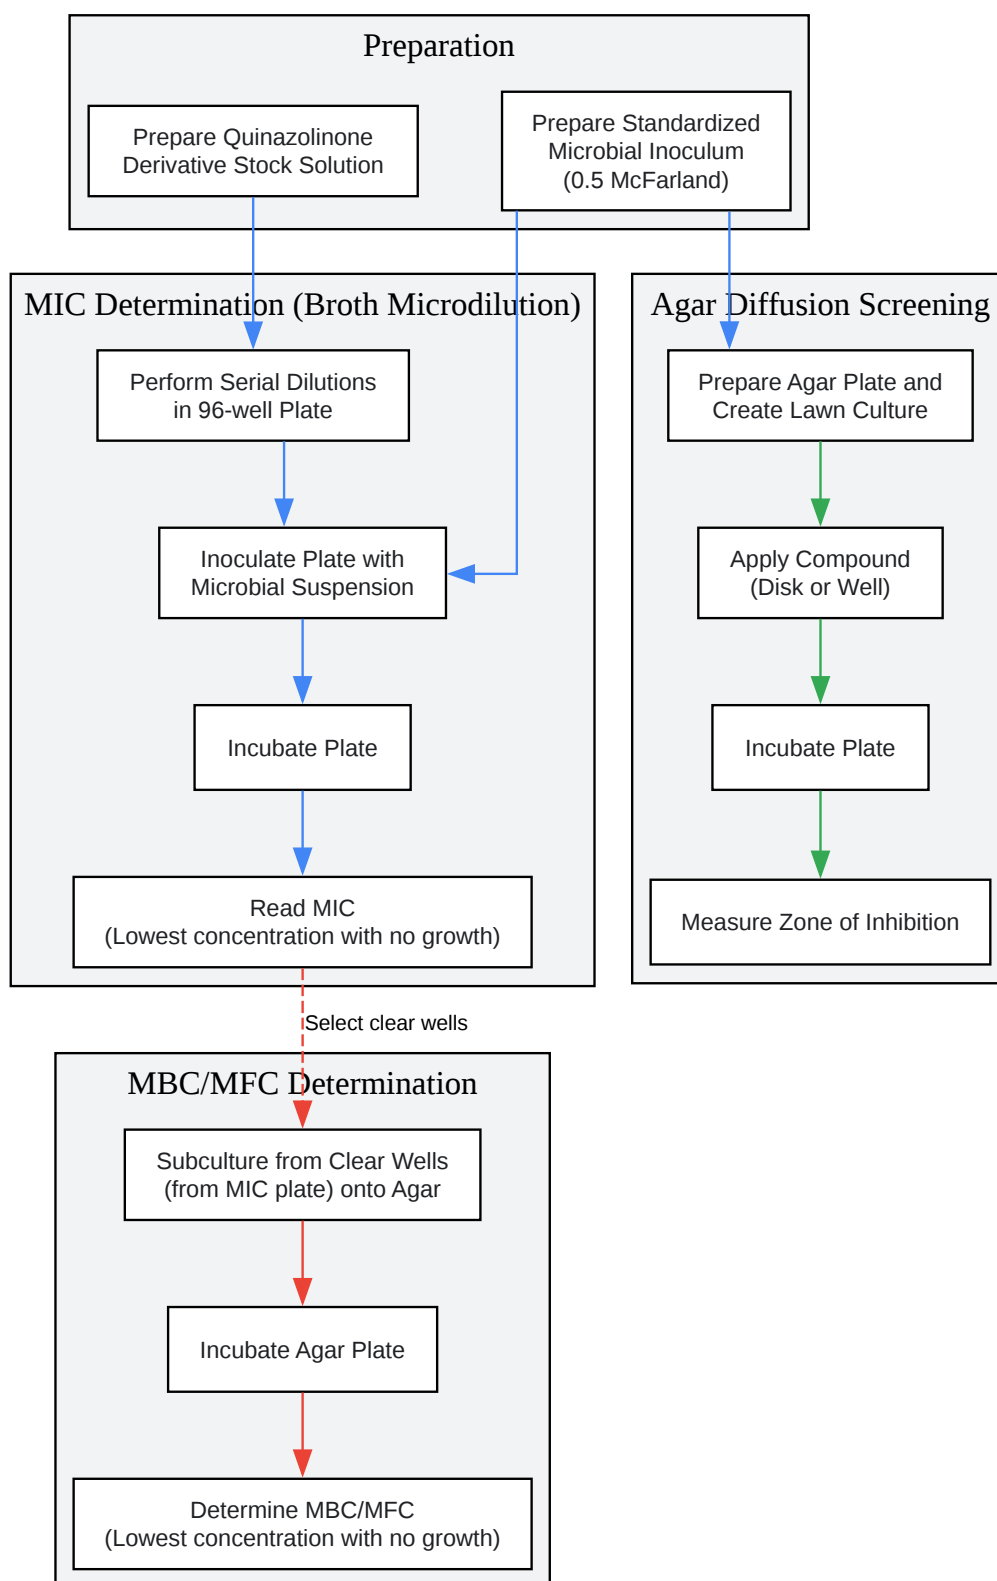 Preparation
Prepare Quinazolinone
Derivative Stock Solution
Prepare Standardized
Microbial Inoculum
(0.5 McFarland)
MIC Determination (Broth Microdilution)
Perform Serial Dilutions
in 96-well Plate
Inoculate Plate with
Microbial Suspension
Incubate Plate
Read MIC
(Lowest concentration with no growth)
Agar Diffusion Screening
Prepare Agar Plate and
Create Lawn Culture
Apply Compound
(Disk or Well)
Incubate Plate
Measure Zone of Inhibition
Select clear wells
MBC/MFC Determination
Subculture from Clear Wells
(from MIC plate) onto Agar
Incubate Agar Plate
Determine MBC/MFC
(Lowest concentration with no growth)